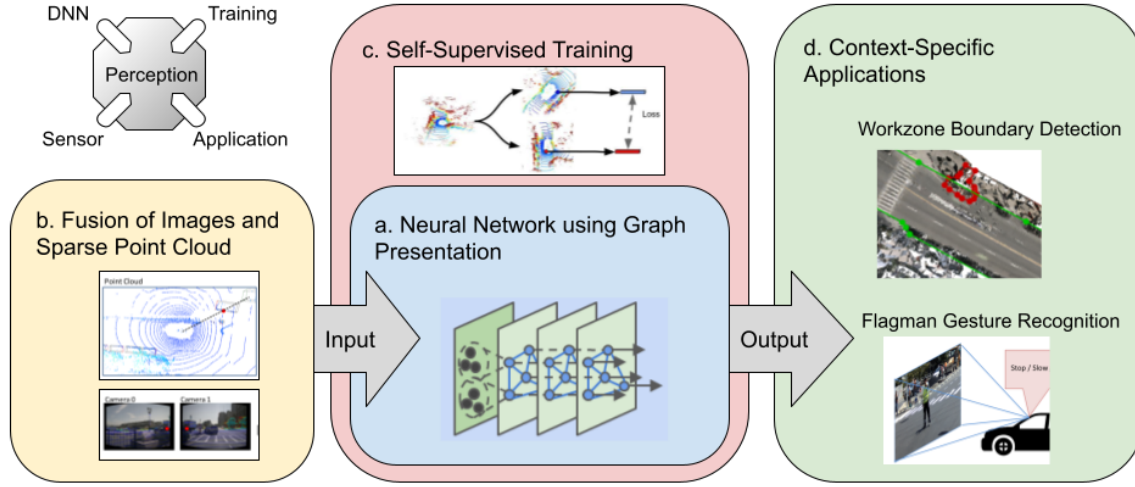 DNN
Training
Perception
Sensor
Application
b. Fusion of Images and
Sparse Point Cloud
Point Cloud
Camera 0
Camera 1
Input
c. Self-Supervised Training
Loss
a. Neural Network using Graph
Presentation
Output
d. Context-Specific
Applications
Workzone Boundary Detection
Flagman Gesture Recognition
Stop / Slow